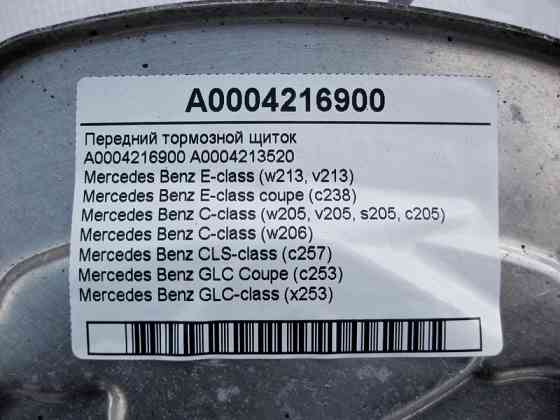 A0004216900
Передний тормозной щиток
A0004216900 A0004213520
Mercedes Benz E-class (w213, v213)
Mercedes Benz E-class coupe (c238)
Mercedes Benz C-class (w205, v205, s205, c205)
Mercedes Benz C-class (w206)
Mercedes Benz CLS-class (c257)
Mercedes Benz GLC Coupe (c253)
Mercedes Benz GLC-class (x253)